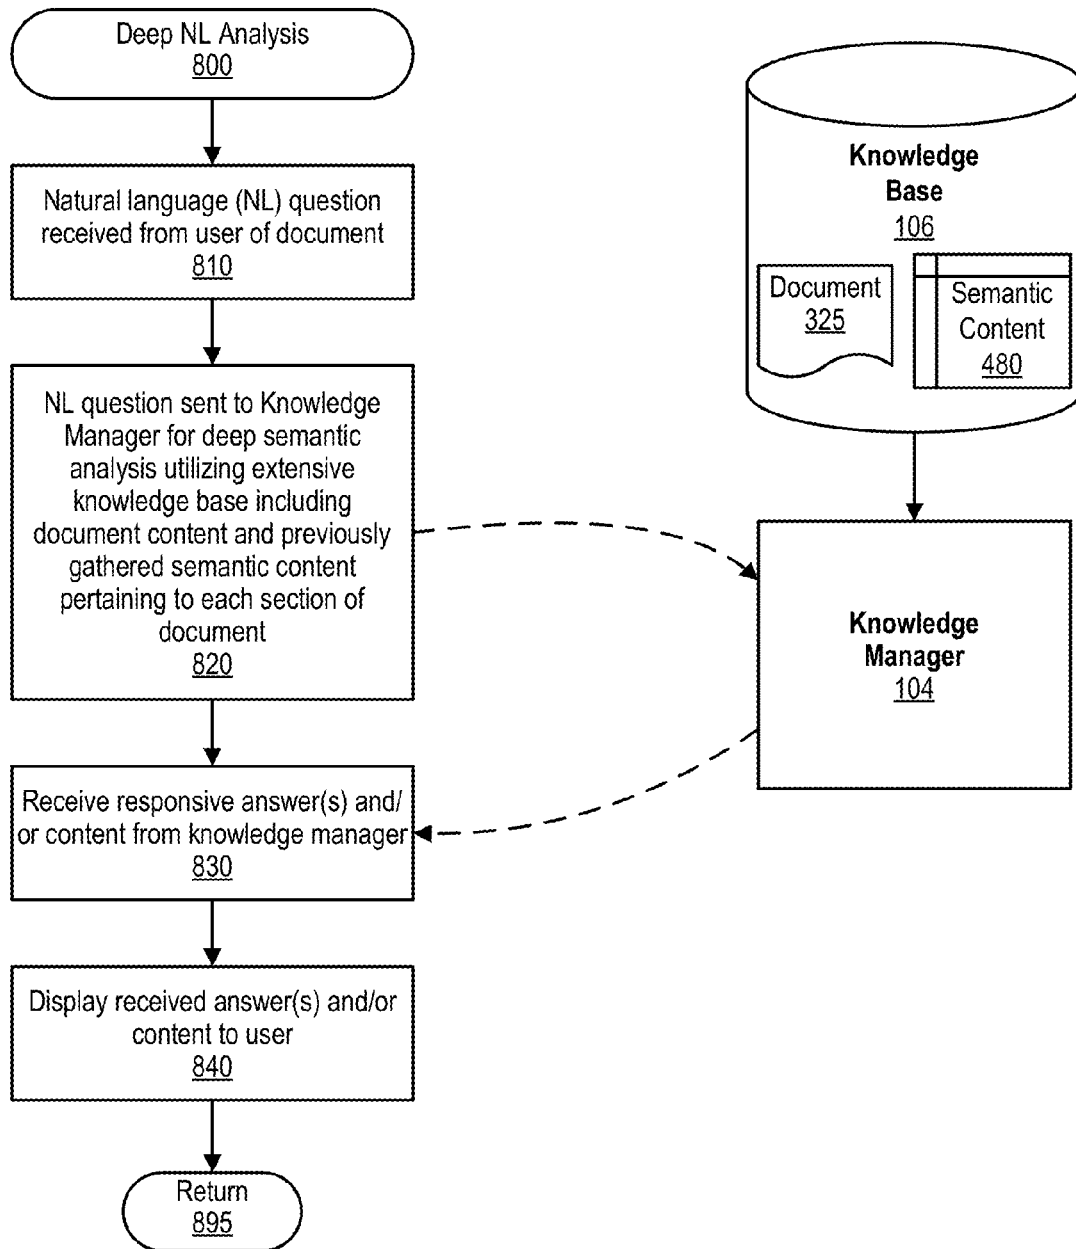 Deep NL Analysis
800
Natural language (NL) question
received from user of document
810
NL question sent to Knowledge
Manager for deep semantic
analysis utilizing extensive
knowledge base including
document content and previously
gathered semantic content
pertaining to each section of
document
820
Receive responsive answer(s) and/
or content from knowledge manager
830
Display received answer(s) and/or
content to user
840
Return
895
Knowledge
Base
106
Document
325
Semantic
Content
480
Knowledge
Manager
104